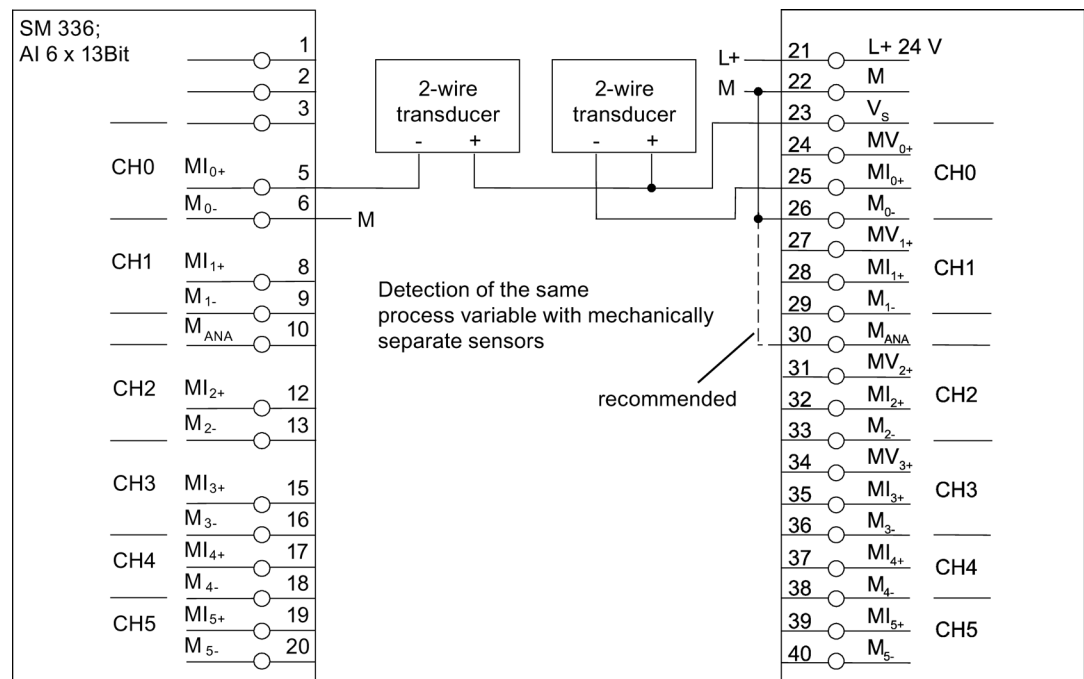 SM 336;
AI 6 x 13Bit
1
2
3
CH0 MI0+ 5
M0- 6
CH1 MI1+ 8
M1- 9
MANA 10
CH2 MI2+ 12
M2- 13
CH3 MI3+ 15
M3- 16
CH4 MI4+ 17
M4- 18
CH5 MI5+ 19
M5- 20
2-wire
transducer
- +
2-wire
transducer
- +
M
Detection of the same
process variable with mechanically
separate sensors
recommended
L+ 21 L+ 24 V
M 22 M
23 VS
24 MV0+
25 MI0+ CH0
26 M0-
27 MV1+
28 MI1+ CH1
29 M1-
30 MANA
31 MV2+
32 MI2+ CH2
33 M2-
34 MV3+
35 MI3+ CH3
36 M3-
37 MI4+ CH4
38 M4-
39 MI5+ CH5
40 M5-